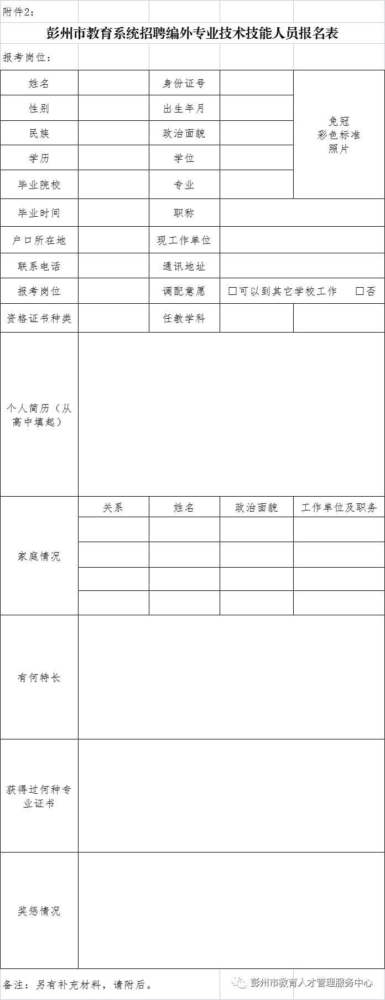 附件2：
彭州市教育系统招聘编外专业技术技能人员报名表
报考岗位：
姓名 身份证号
性别 出生年月
民族 政治面貌
免冠
彩色标准
照片
学历 学位
毕业院校 专业
毕业时间 职称
户口所在地 现工作单位
联系电话 通讯地址
报考岗位 调配意愿 □可以到其它学校工作 □否
资格证书种类 任教学科
个人简历（从
高中填起）
家庭情况
关系 姓名 政治面貌 工作单位及职务
有何特长
获得过何种专
业证书
奖惩情况
备注：另有补充材料，请附后。
彭州市教育人才管理服务中心